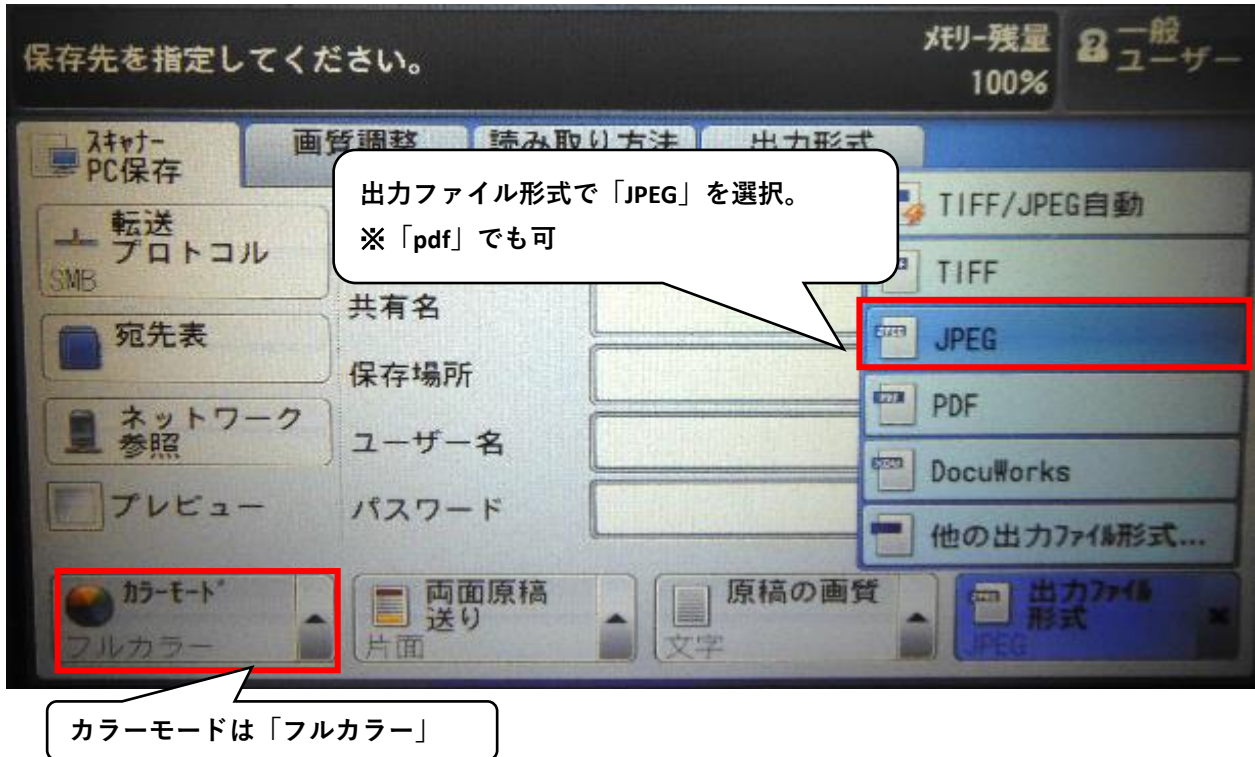 保存先を指定してください。
メモリー残量
100%
一般
ユーザー
スキャナー
PC保存
画質調整
読み取り方法
出力形式
出力ファイル形式で「JPEG」を選択。
※「pdf」でも可
転送
プロトコル
SMB
宛先表
ネットワーク
参照
プレビュー
共有名
保存場所
ユーザー名
パスワード
TIFF/JPEG自動
TIFF
JPEG
PDF
DocuWorks
他の出力ファイル形式...
カラーモード
フルカラー
両面原稿
送り
片面
原稿の画質
文字
出力ファイル
形式
JPEG
カラーモードは「フルカラー」